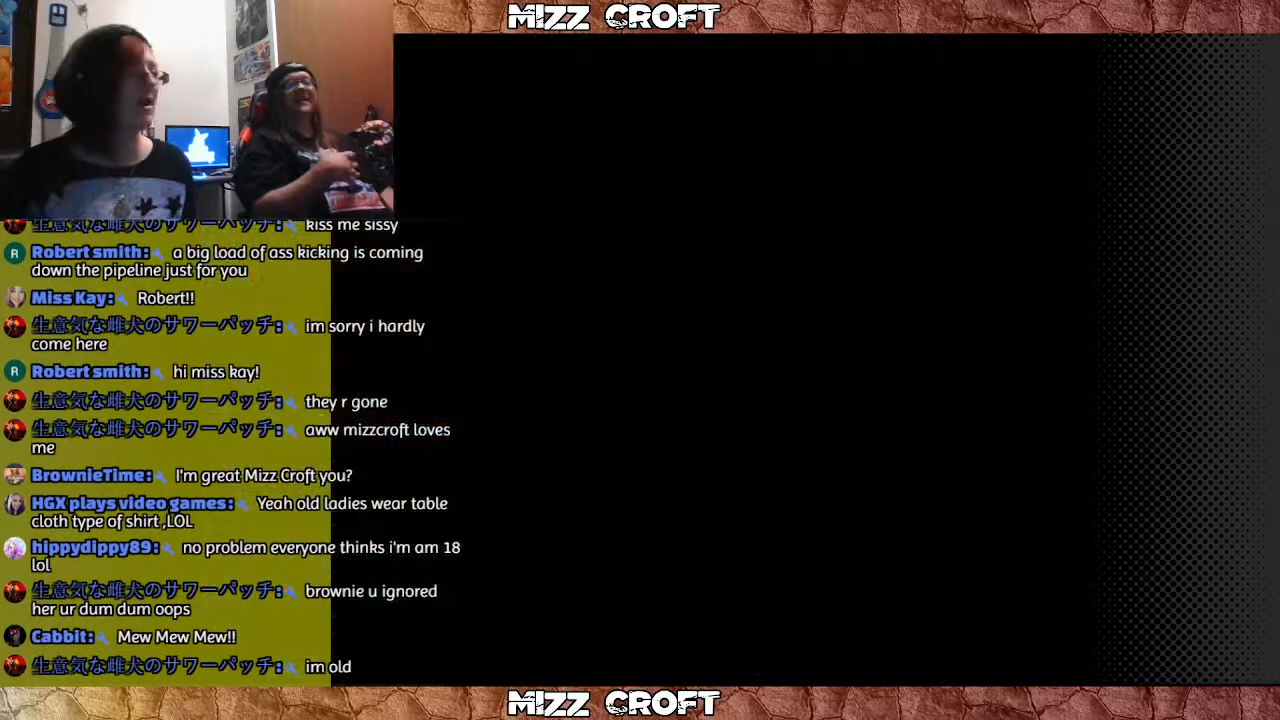 MIZZ CROFT
生意気な雌犬のサワーパッチ: kiss me sissy
Robert smith: a big load of ass kicking is coming
down the pipeline just for you
Miss Kay: Robert!!
生意気な雌犬のサワーパッチ: im sorry i hardly
come here
Robert smith: hi miss kay!
生意気な雌犬のサワーパッチ: they r gone
生意気な雌犬のサワーパッチ: aww mizzcroft loves
me
BrownieTime: I'm great Mizz Croft you?
HGX plays video games: Yeah old ladies wear table
cloth type of shirt ,LOL
hippydippy89: no problem everyone thinks i'm am 18
lol
生意気な雌犬のサワーパッチ: brownie u ignored
her ur dum dum oops
Cabbit: Mew Mew Mew!!
生意気な雌犬のサワーパッチ: im old
MIZZ CROFT